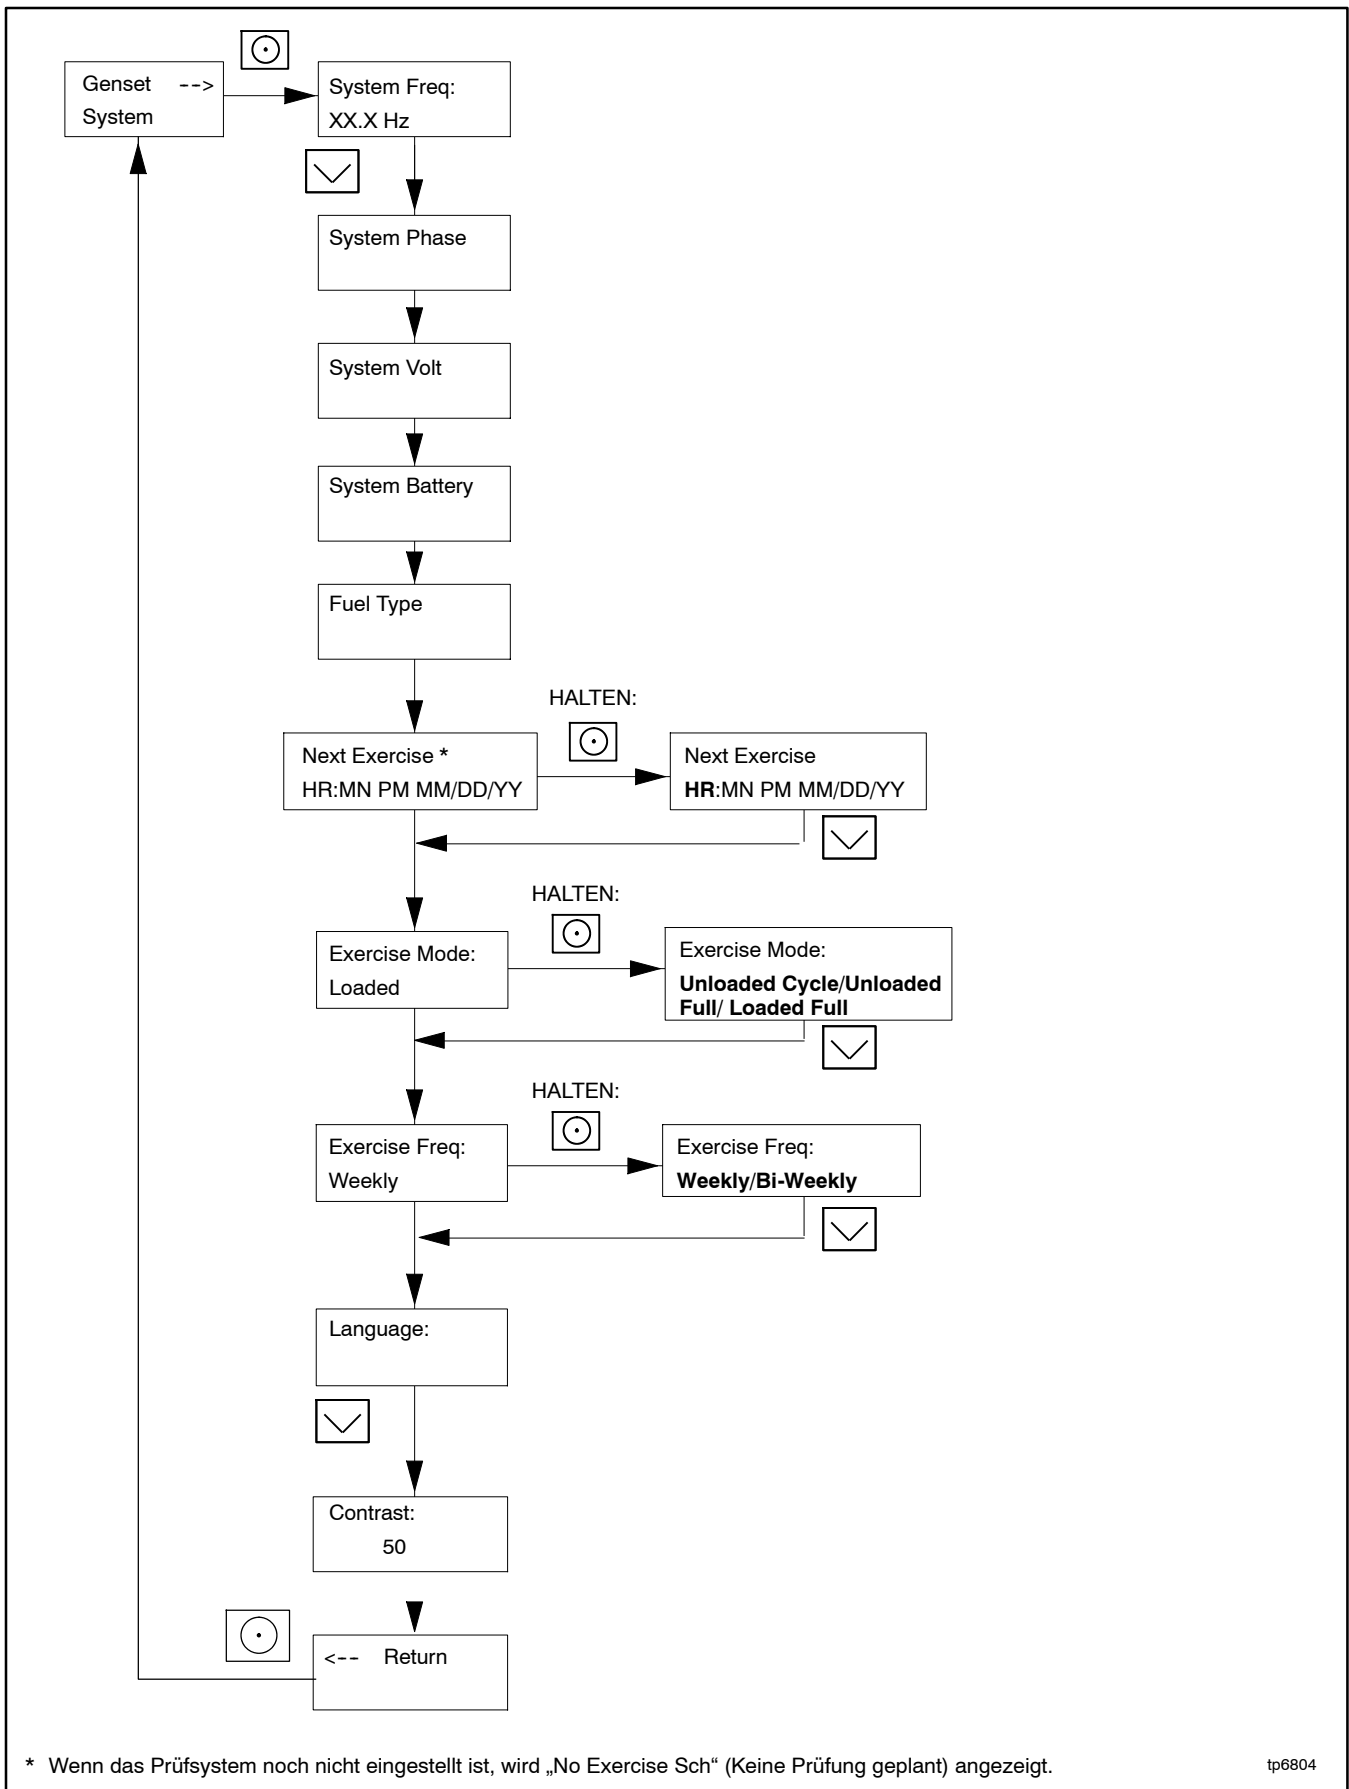 Genset -->
System
System Freq:
XX.X Hz
System Phase
System Volt
System Battery
Fuel Type
HALTEN:
Next Exercise *
HR:MN PM MM/DD/YY
Next Exercise
HR:MN PM MM/DD/YY
HALTEN:
Exercise Mode:
Loaded
Exercise Mode:
Unloaded Cycle/Unloaded
Full/ Loaded Full
HALTEN:
Exercise Freq:
Weekly
Exercise Freq:
Weekly/Bi-Weekly
Language:
Contrast:
50
<-- Return
* Wenn das Prüfsystem noch nicht eingestellt ist, wird „No Exercise Sch“ (Keine Prüfung geplant) angezeigt.
tp6804